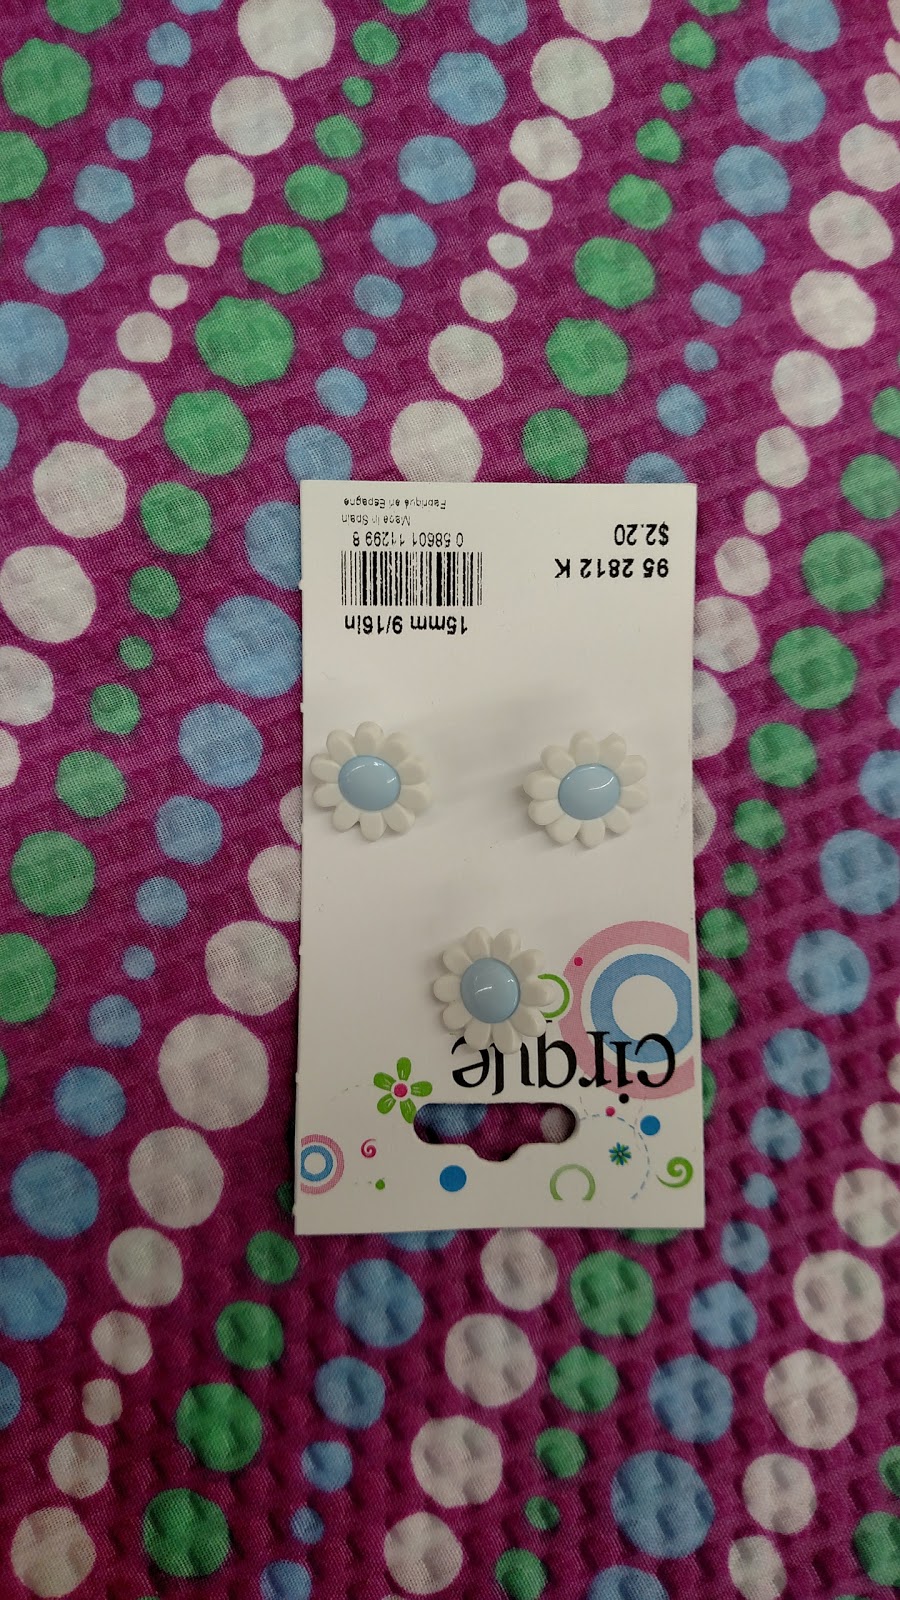 cirque
15mm 9/16in
0 58601 11299 8
Made in Spain
Fabriqué en Espagne
95 2812 K
$2.20